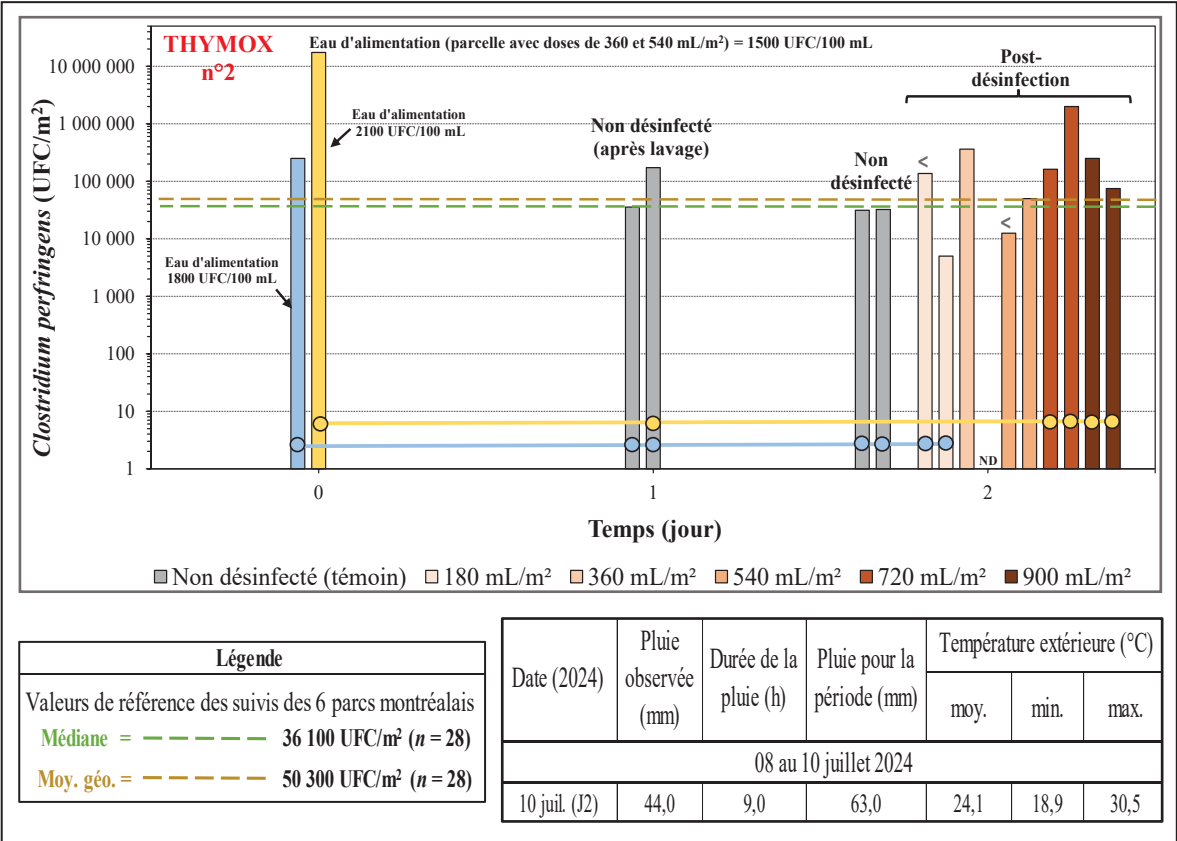 THYMOX
n°2
Eau d'alimentation (parcelle avec doses de 360 et 540 mL/m²) = 1500 UFC/100 mL
Post-
désinfection
Eau d'alimentation
2100 UFC/100 mL
Non désinfecté
(après lavage)
Non
désinfecté
<
<
Eau d'alimentation
1800 UFC/100 mL
ND
Clostridium perfringens (UFC/m²)
10 000 000
1 000 000
100 000
10 000
1 000
100
10
1
0 1 2
Temps (jour)
Non désinfecté (témoin) 180 mL/m² 360 mL/m² 540 mL/m² 720 mL/m² 900 mL/m²
Légende
Valeurs de référence des suivis des 6 parcs montréalais
Médiane = 36 100 UFC/m² (n = 28)
Moy. géo. = 50 300 UFC/m² (n = 28)
Date (2024)
Pluie
observée
(mm)
Durée de la
pluie (h)
Pluie pour la
période (mm)
Température extérieure (°C)
moy. min. max.
08 au 10 juillet 2024
10 juil. (J2) 44,0 9,0 63,0 24,1 18,9 30,5